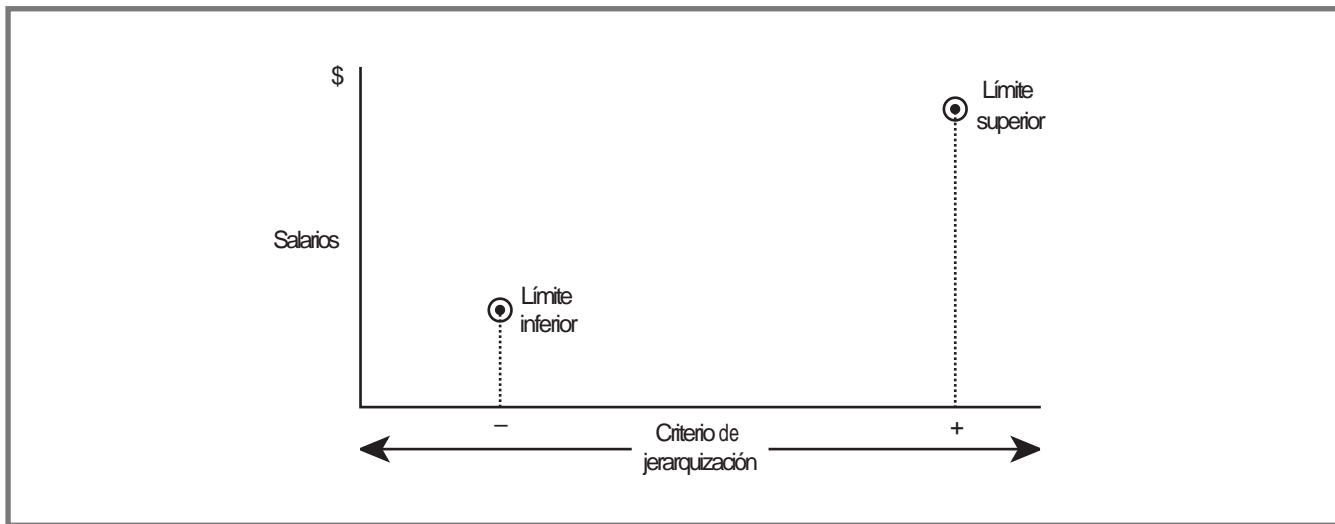 $
Límite
superior
Salarios
Límite
inferior
–
+
Criterio de
jerarquización